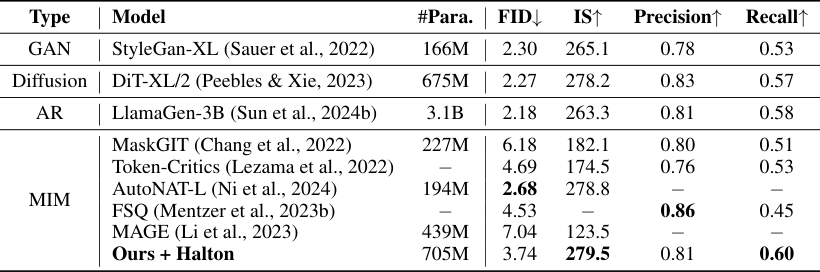 Type Model #Para. FID↓ IS↑ Precision↑ Recall↑
GAN StyleGan-XL (Sauer et al., 2022) 166M 2.30 265.1 0.78 0.53
Diffusion DiT-XL/2 (Peebles & Xie, 2023) 675M 2.27 278.2 0.83 0.57
AR LlamaGen-3B (Sun et al., 2024b) 3.1B 2.18 263.3 0.81 0.58
MIM MaskGIT (Chang et al., 2022) 227M 6.18 182.1 0.80 0.51
Token-Critics (Lezama et al., 2022) − 4.69 174.5 0.76 0.53
AutoNAT-L (Ni et al., 2024) 194M 2.68 278.8 − −
FSQ (Mentzer et al., 2023b) − 4.53 − 0.86 0.45
MAGE (Li et al., 2023) 439M 7.04 123.5 − −
Ours + Halton 705M 3.74 279.5 0.81 0.60